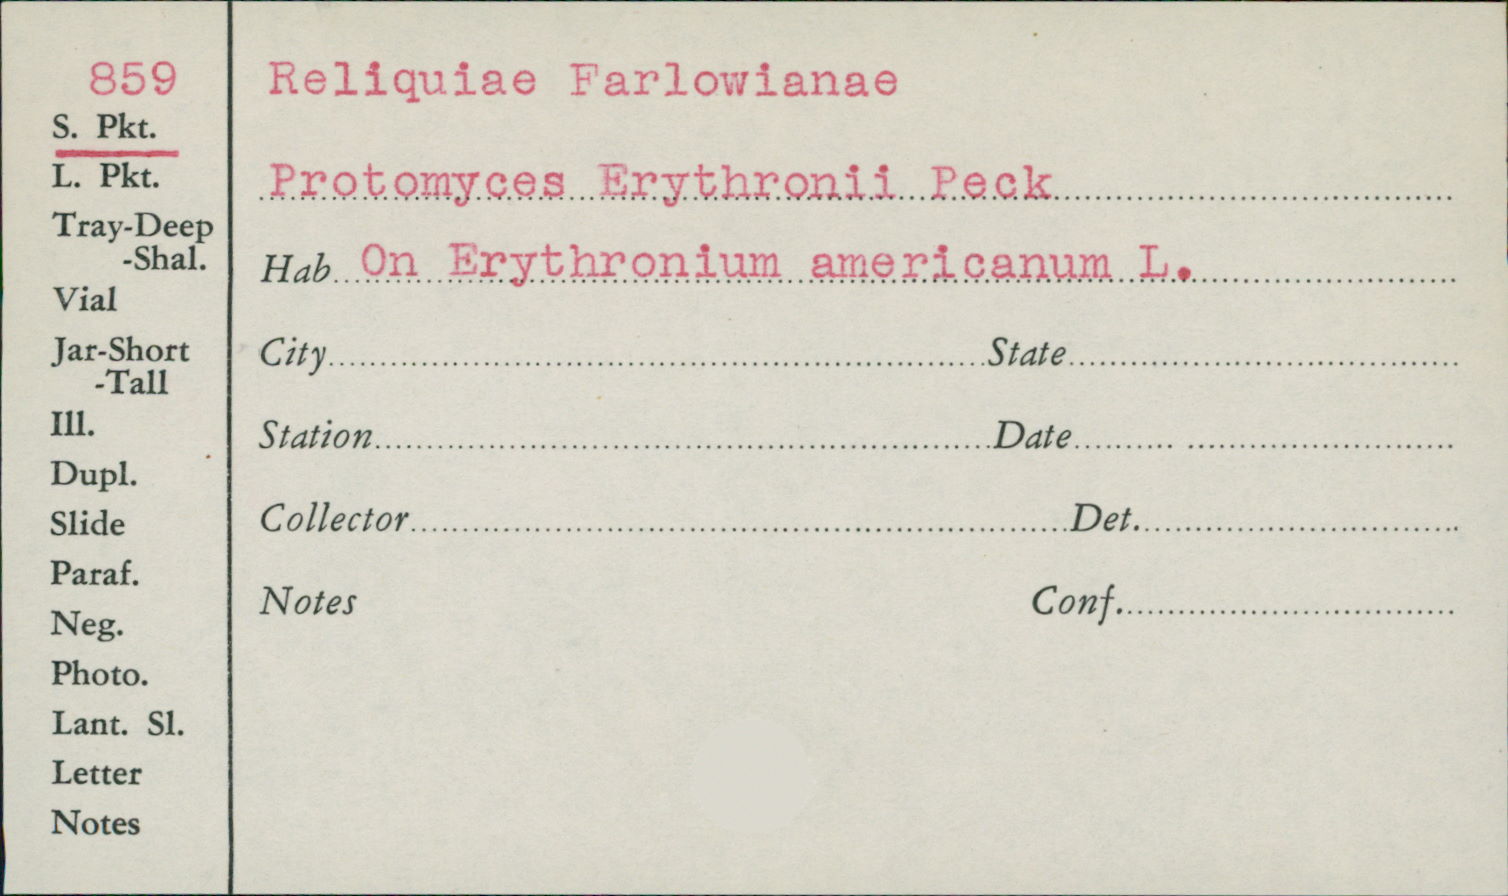 859
S. Pkt.
L. Pkt.
Tray-Deep
-Shal.
Vial
Jar-Short
-Tall
Ill.
Dupl.
Slide
Paraf.
Neg.
Photo.
Lant. Sl.
Letter
Notes
Reliquiae Farlowianae
Protomyces Erythronii Peck
Hab. On Erythronium americanum L.
City State
Station Date
Collector Det.
Notes Conf.